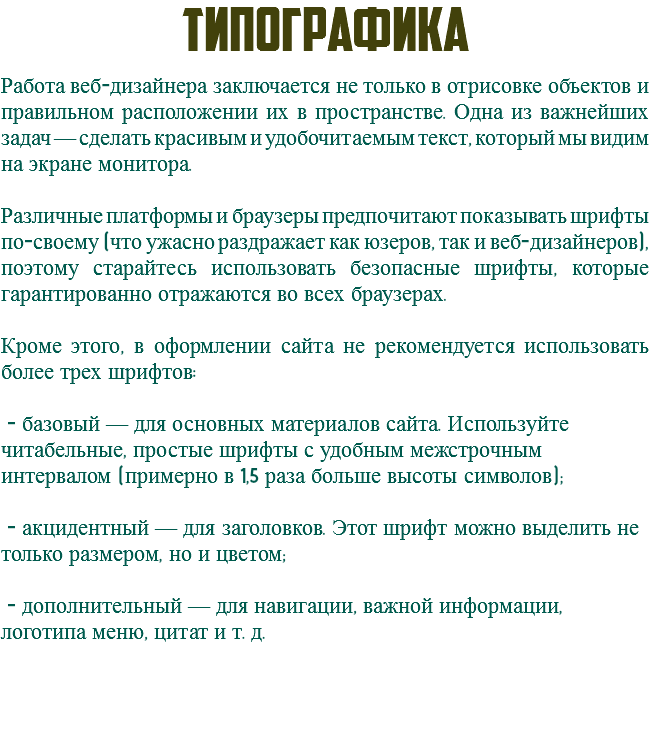 ТИПОГРАФИКА
Работа веб-дизайнера заключается не только в отрисовке объектов и
правильном расположении их в пространстве. Одна из важнейших
задач — сделать красивым и удобочитаемым текст, который мы видим
на экране монитора.
Различные платформы и браузеры предпочитают показывать шрифты
по-своему (что ужасно раздражает как юзеров, так и веб-дизайнеров),
поэтому старайтесь использовать безопасные шрифты, которые
гарантированно отражаются во всех браузерах.
Кроме этого, в оформлении сайта не рекомендуется использовать
более трех шрифтов:
- базовый — для основных материалов сайта. Используйте
читабельные, простые шрифты с удобным межстрочным
интервалом (примерно в 1,5 раза больше высоты символов);
- акцидентный — для заголовков. Этот шрифт можно выделить не
только размером, но и цветом;
- дополнительный — для навигации, важной информации,
логотипа меню, цитат и т. д.